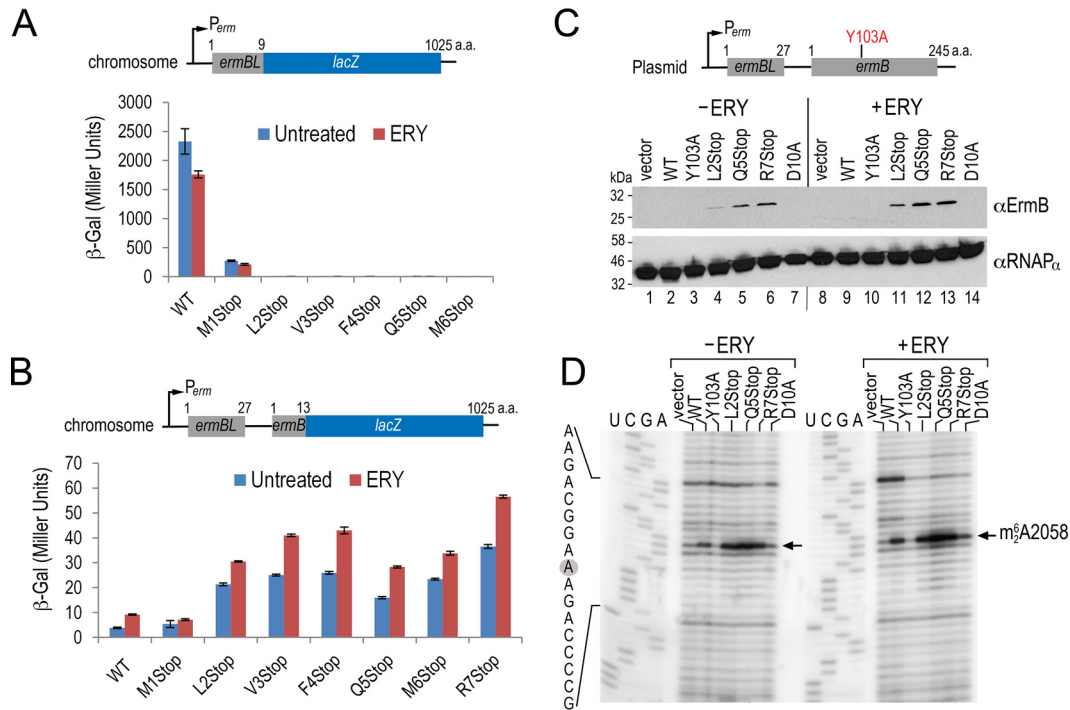 A
P erm
1 9 1025 a.a.
chromosome ermBL lacZ
β-Gal (Miller Units)
3000
2500
2000
1500
1000
500
0
Untreated ERY
WT M1Stop L2Stop V3Stop F4Stop Q5Stop M6Stop
B
P erm
1 27 1 13 1025 a.a.
chromosome ermBL ermB lacZ
β-Gal (Miller Units)
70
60
50
40
30
20
10
0
Untreated ERY
WT M1Stop L2Stop V3Stop F4Stop Q5Stop M6Stop R7Stop
C
P erm
Y103A
1 27 1 245 a.a.
Plasmid ermBL ermB
−ERY +ERY
vector WT Y103A L2Stop Q5Stop R7Stop D10A vector WT Y103A L2Stop Q5Stop R7Stop D10A
kDa
32
25
αErmB
58
46
32
αRNAPα
1 2 3 4 5 6 7 8 9 10 11 12 13 14
D
−ERY +ERY
vector WT Y103A L2Stop Q5Stop R7Stop D10A vector WT Y103A L2Stop Q5Stop R7Stop D10A
U C G A U C G A
A
A
G
A
C
G
G
A
A
A
G
A
C
C
C
C
G
m⁶₂A2058